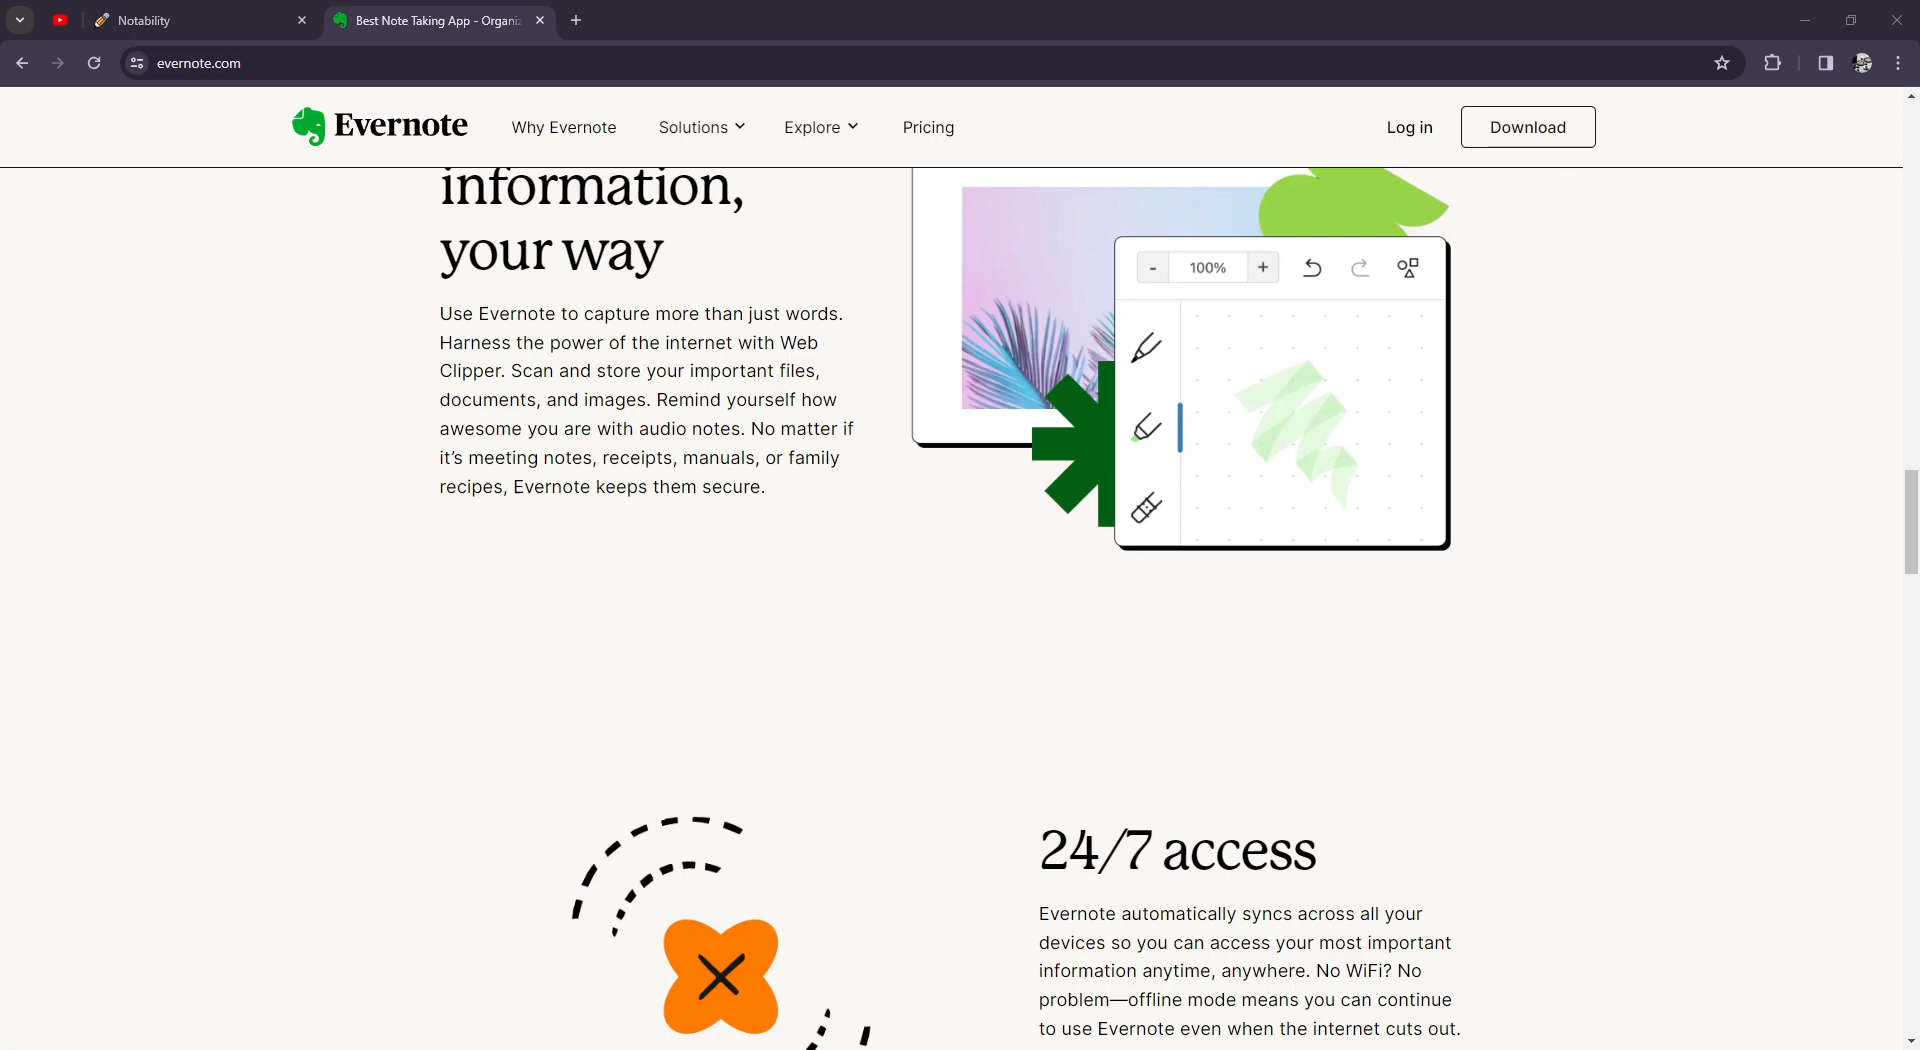 Notability
Best Note Taking App - Organiz
evernote.com
Evernote
Why Evernote
Solutions
Explore
Pricing
Log in
Download
information,
your way
Use Evernote to capture more than just words.
Harness the power of the internet with Web
Clipper. Scan and store your important files,
documents, and images. Remind yourself how
awesome you are with audio notes. No matter if
it’s meeting notes, receipts, manuals, or family
recipes, Evernote keeps them secure.
- 100% +
24/7 access
Evernote automatically syncs across all your
devices so you can access your most important
information anytime, anywhere. No WiFi? No
problem—offline mode means you can continue
to use Evernote even when the internet cuts out.